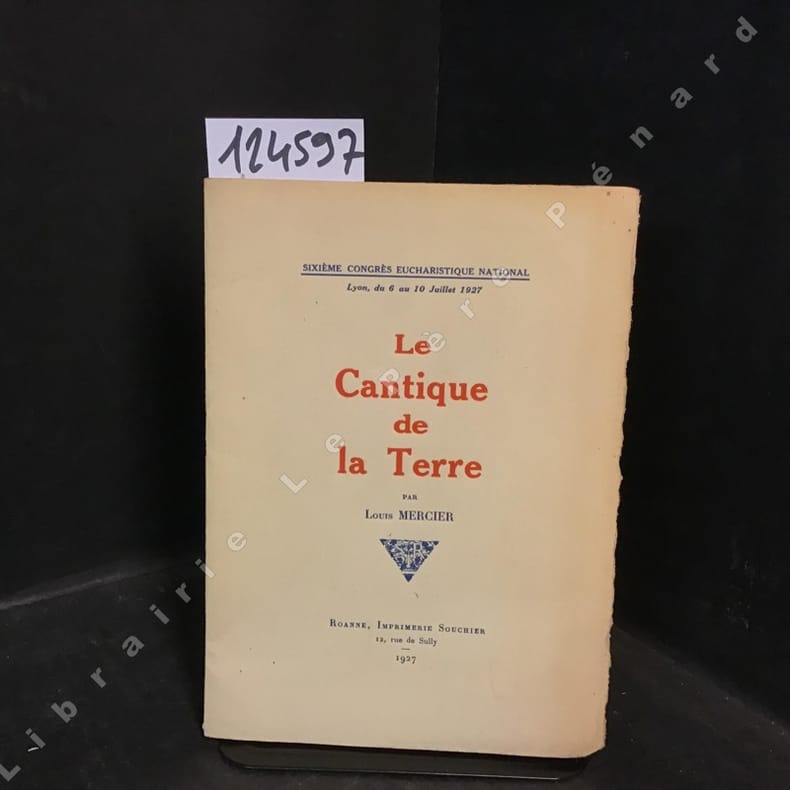 124597
SIXIÈME CONGRÈS EUCHARISTIQUE NATIONAL
Lyon, du 6 au 10 Juillet 1927
Le
Cantique
de
la Terre
PAR
Louis MERCIER
Roanne, Imprimerie Souchier
12, rue de Sully
1927
Librairie Le Père Pénard